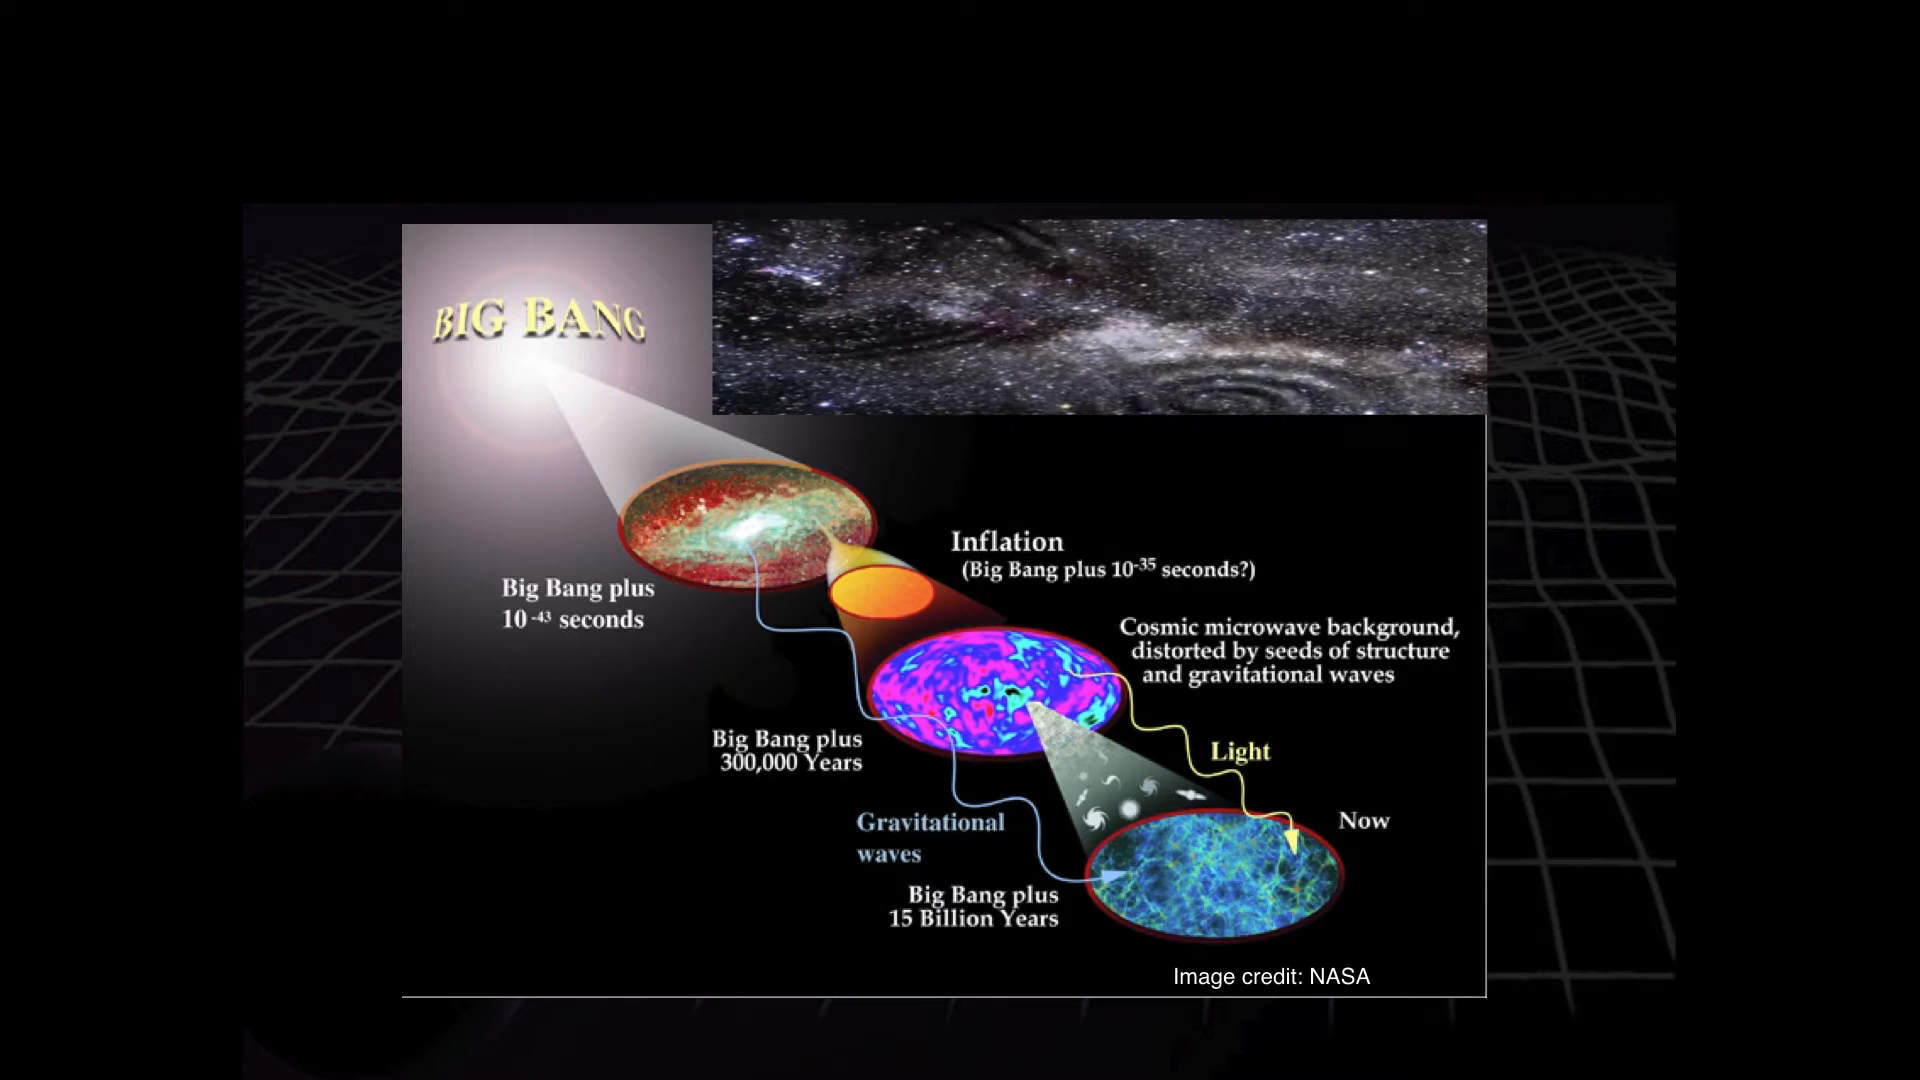 BIG BANG
Inflation
(Big Bang plus 10-35 seconds?)
Big Bang plus
10-43 seconds
Cosmic microwave background,
distorted by seeds of structure
and gravitational waves
Big Bang plus
300,000 Years
Light
Gravitational
waves
Now
Big Bang plus
15 Billion Years
Image credit: NASA